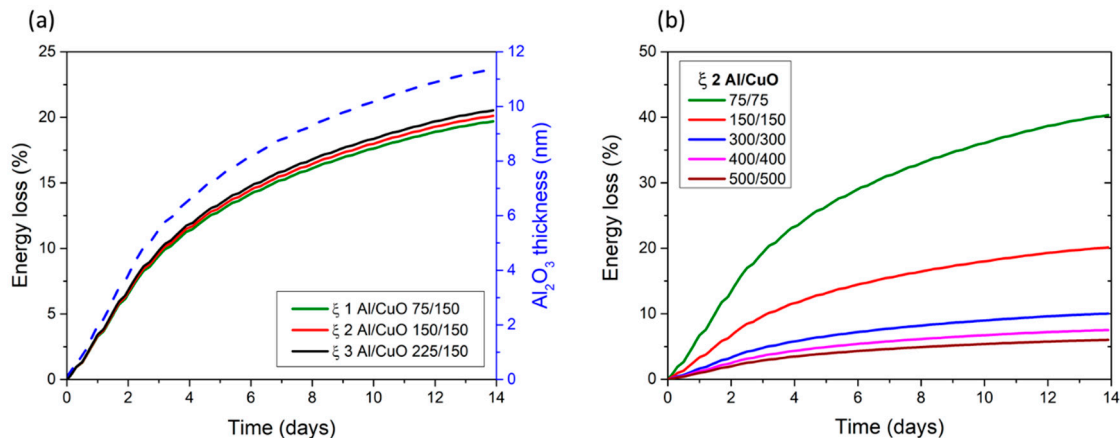 (a)
25
20
15
10
5
0
Energy loss (%)
12
10
8
6
4
2
0
Al₂O₃ thickness (nm)
ξ 1 Al/CuO 75/150
ξ 2 Al/CuO 150/150
ξ 3 Al/CuO 225/150
0 2 4 6 8 10 12 14
Time (days)
(b)
50
40
30
20
10
0
Energy loss (%)
ξ 2 Al/CuO
75/75
150/150
300/300
400/400
500/500
0 2 4 6 8 10 12 14
Time (days)